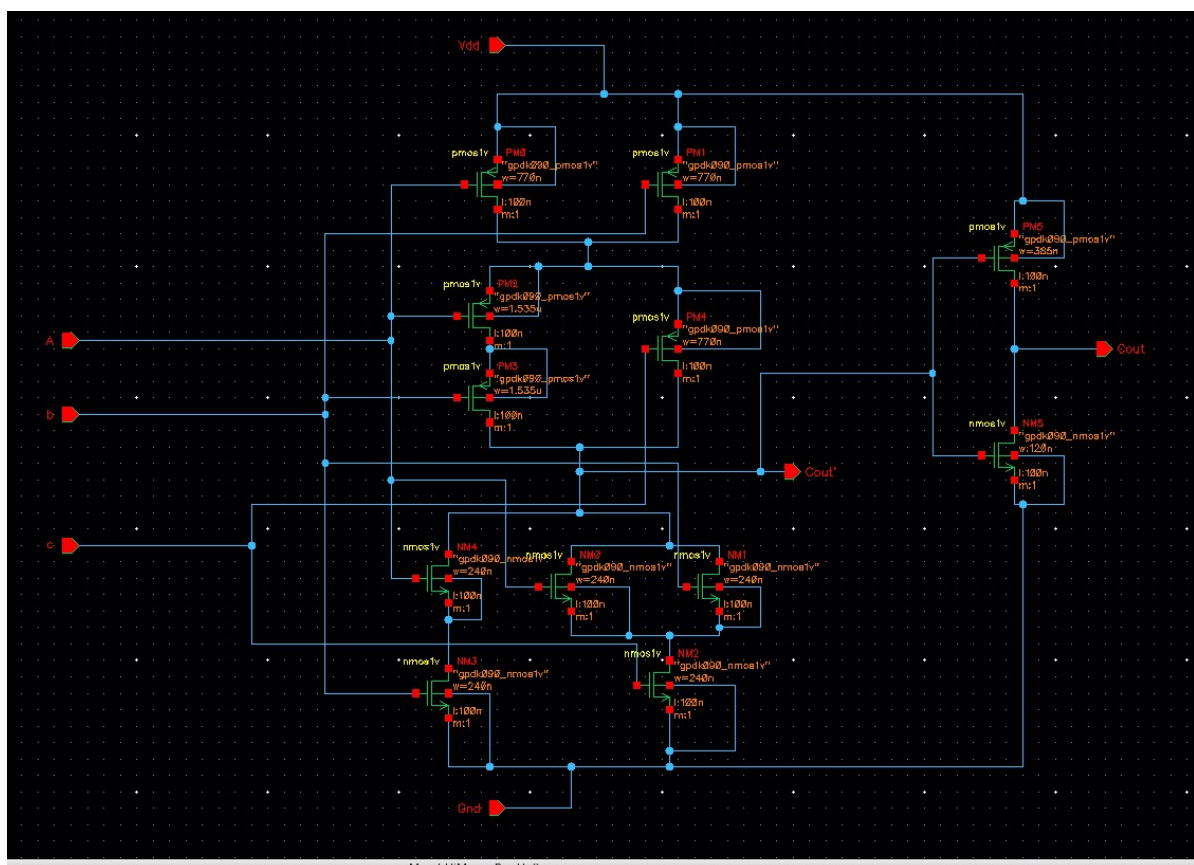 Vdd
pmos1v PM0
"gpdk090_pmos1v"
w=770n
l:100n
m:1
pmos1v PM1
"gpdk090_pmos1v"
w=770n
l:100n
m:1
pmos1v PM5
"gpdk090_pmos1v"
w=385n
l:100n
m:1
pmos1v PM2
"gpdk090_pmos1v"
w=1.535u
l:100n
m:1
pmos1v PM4
"gpdk090_pmos1v"
w=770n
l:100n
m:1
A
Cout
pmos1v PM3
"gpdk090_pmos1v"
w=1.535u
l:100n
m:1
b
nmos1v NM5
"gpdk090_nmos1v"
w:120n
l:100n
m:1
Cout'
c
nmos1v NM4
"gpdk090_nmos1v"
w=240n
l:100n
m:1
nmos1v NM0
"gpdk090_nmos1v"
w=240n
l:100n
m:1
nmos1v NM1
"gpdk090_nmos1v"
w=240n
l:100n
m:1
nmos1v NM3
"gpdk090_nmos1v"
w=240n
l:100n
m:1
nmos1v NM2
"gpdk090_nmos1v"
w=240n
l:100n
m:1
Gnd